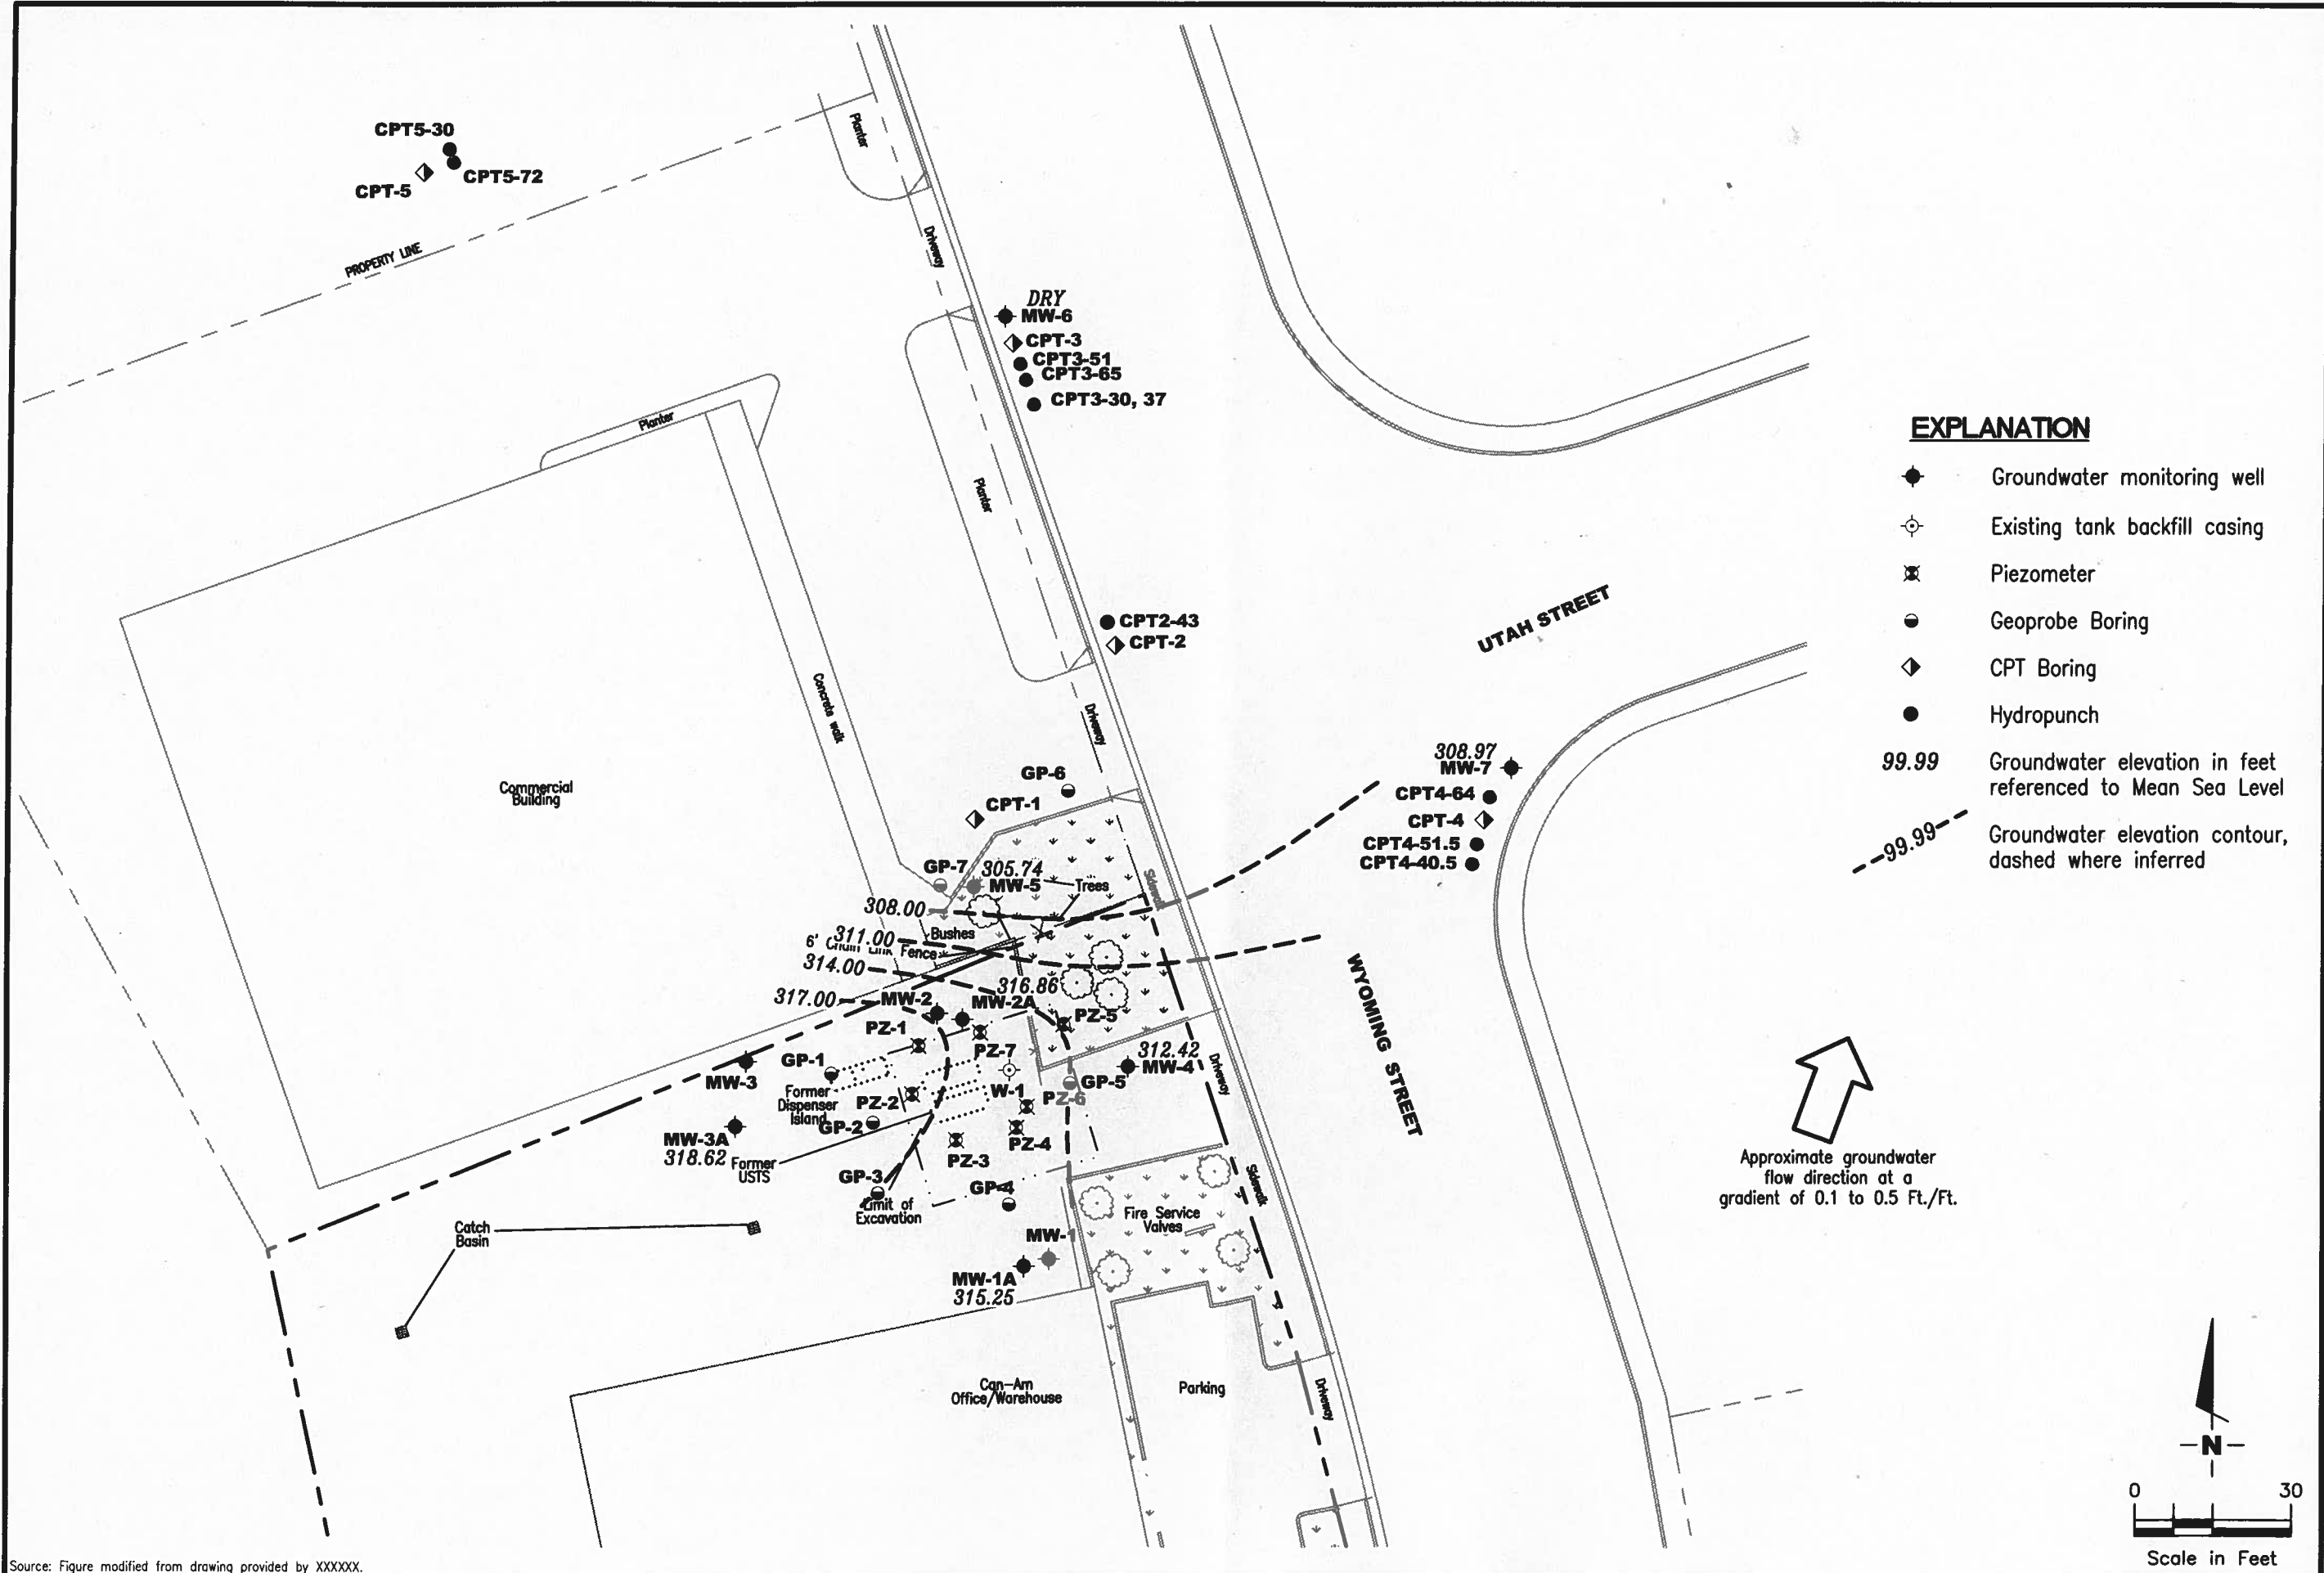 CPT5-30
CPT5-72
CPT-5
PROPERTY LINE
Planter
Driveway
DRY
MW-6
CPT-3
CPT3-51
CPT3-65
CPT3-30, 37
Planter
Planter
Concrete walk
Commercial
Building
CPT2-43
CPT-2
Driveway
UTAH STREET
GP-6
CPT-1
308.97
MW-7
CPT4-64
CPT-4
CPT4-51.5
CPT4-40.5
GP-7
305.74
MW-5
Trees
Sidewalk
308.00
Bushes
311.00
6' Chain Link Fence
314.00
316.86
317.00
MW-2
MW-2A
PZ-5
PZ-1
PZ-7
312.42
MW-4
Driveway
WYOMING STREET
MW-3
GP-1
Former
Dispenser
Island
PZ-2
W-1
GP-5
PZ-6
GP-2
PZ-4
PZ-3
MW-3A
318.62
Former
USTS
GP-3
GP-4
Limit of
Excavation
Fire Service
Valves
Sidewalk
Catch
Basin
MW-1
MW-1A
315.25
Can-Am
Office/Warehouse
Parking
Driveway
EXPLANATION
Groundwater monitoring well
Existing tank backfill casing
Piezometer
Geoprobe Boring
CPT Boring
Hydropunch
99.99 Groundwater elevation in feet
referenced to Mean Sea Level
99.99 Groundwater elevation contour,
dashed where inferred
Approximate groundwater
flow direction at a
gradient of 0.1 to 0.5 Ft./Ft.
N
0 30
Scale in Feet
Source: Figure modified from drawing provided by XXXXXX.